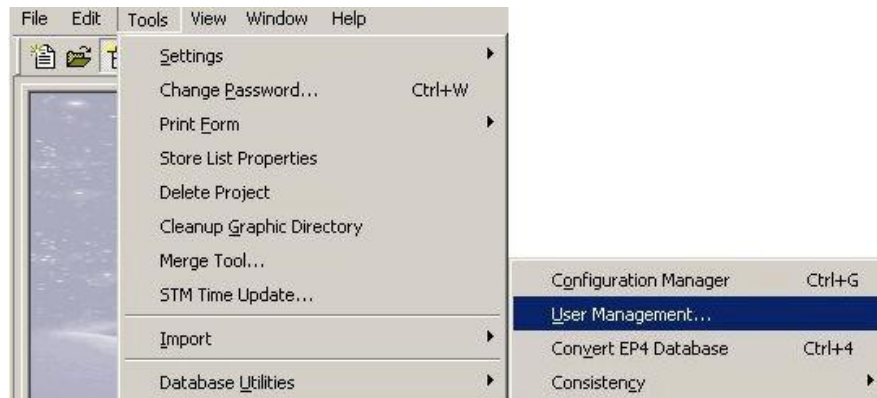 File Edit Tools View Window Help
Settings
Change Password... Ctrl+W
Print Form
Store List Properties
Delete Project
Cleanup Graphic Directory
Merge Tool...
STM Time Update...
Import
Database Utilities
Configuration Manager Ctrl+G
User Management...
Convert EP4 Database Ctrl+4
Consistency